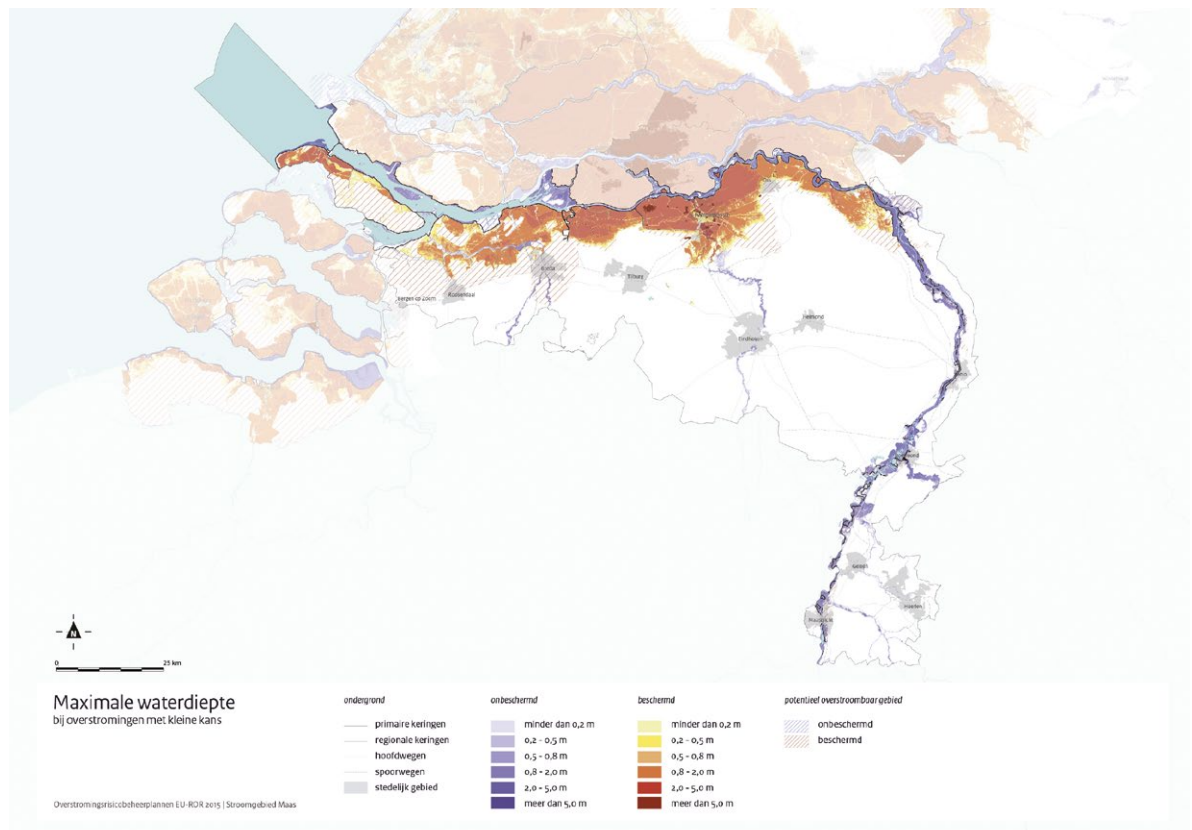 Bergen op Zoom
Roosendaal
Breda
Tilburg
Eindhoven
Helmond
Heerlen
Maastricht
N
0
25 km
Maximale waterdiepte
bij overstromingen met kleine kans
Overstromingsrisicobeheerplannen EU-ROR 2015 | Stroomgebied Maas
ondergrond
primaire keringen
regionale keringen
hoofdwegen
spoorwegen
stedelijk gebied
onbeschermd
minder dan 0,2 m
0,2 - 0,5 m
0,5 - 0,8 m
0,8 - 2,0 m
2,0 - 5,0 m
meer dan 5,0 m
beschermd
minder dan 0,2 m
0,2 - 0,5 m
0,5 - 0,8 m
0,8 - 2,0 m
2,0 - 5,0 m
meer dan 5,0 m
potentieel overstroombaar gebied
onbeschermd
beschermd